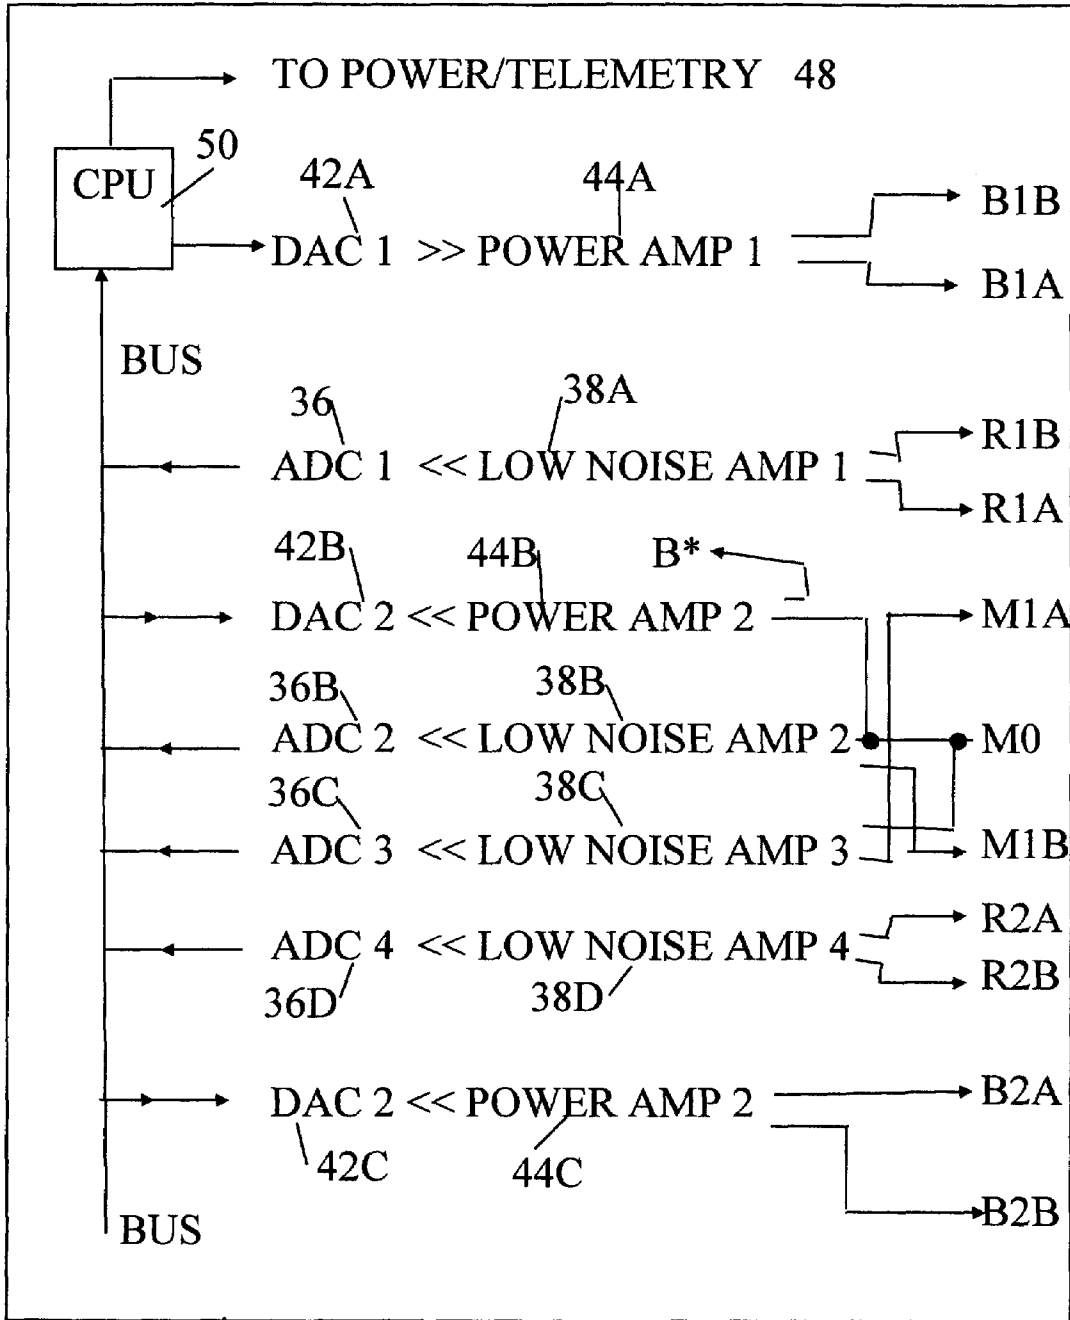 TO POWER/TELEMETRY 48
50
CPU
42A
44A
B1B
DAC 1 >> POWER AMP 1
B1A
BUS
36
38A
R1B
ADC 1 << LOW NOISE AMP 1
R1A
42B
44B
B*
DAC 2 << POWER AMP 2
M1A
36B
38B
ADC 2 << LOW NOISE AMP 2
M0
36C
38C
ADC 3 << LOW NOISE AMP 3
M1B
R2A
ADC 4 << LOW NOISE AMP 4
R2B
36D
38D
DAC 2 << POWER AMP 2
B2A
42C
44C
B2B
BUS